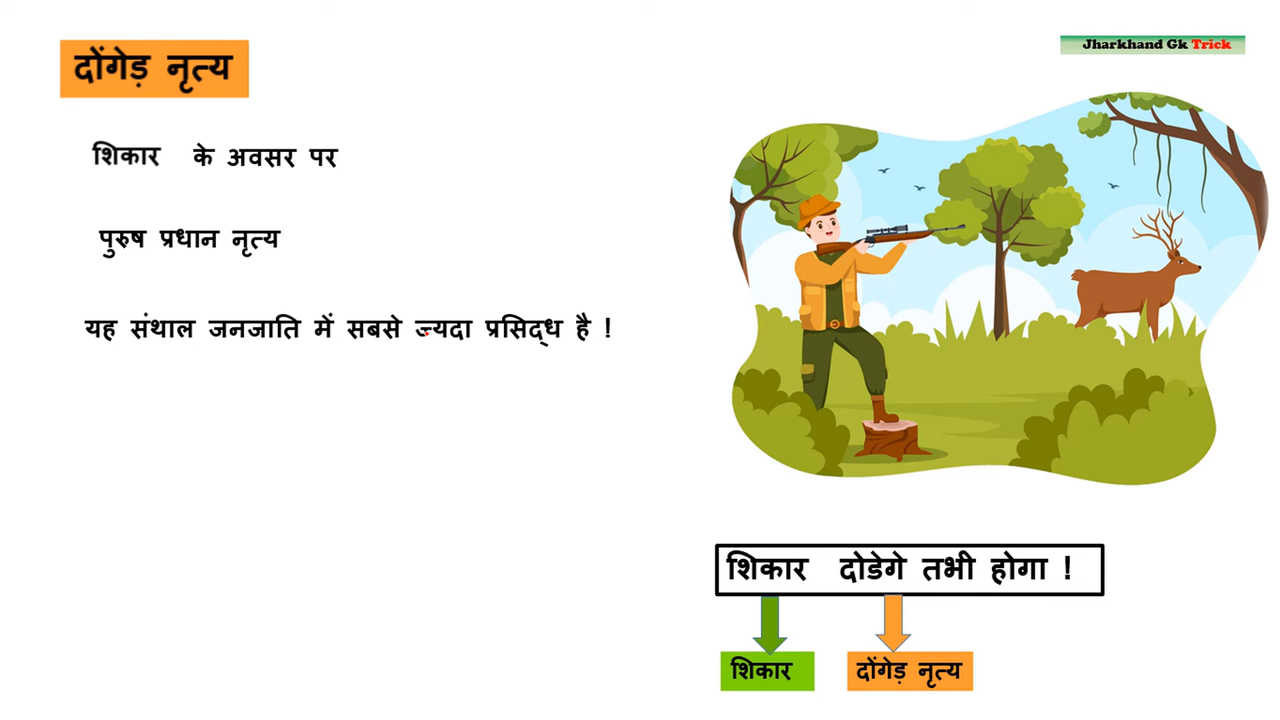 दोंगेड़ नृत्य
Jharkhand Gk Trick
शिकार के अवसर पर
पुरुष प्रधान नृत्य
यह संथाल जनजाति में सबसे ज्यदा प्रसिद्ध है !
शिकार दोडेगे तभी होगा !
शिकार दोंगेड़ नृत्य